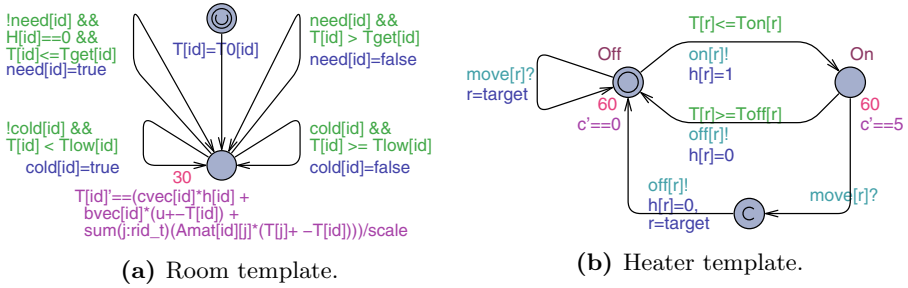 !need[id] &&
H[id]==0 &&
T[id]<=Tget[id]
need[id]=true
U
T[id]=T0[id]
need[id] &&
T[id] > Tget[id]
need[id]=false
!cold[id] &&
T[id] < Tlow[id]
cold[id]=true
30
cold[id] &&
T[id] >= Tlow[id]
cold[id]=false
T[id]'==(cvec[id]*h[id] +
bvec[id]*(u+−T[id]) +
sum(j:rid_t)(Amat[id][j]*(T[j]+ −T[id])))/scale
(a) Room template.
T[r]<=Ton[r]
Off
on[r]!
h[r]=1
On
move[r]?
r=target
60
c'==0
T[r]>=Toff[r]
off[r]!
h[r]=0
60
c'==5
off[r]!
h[r]=0,
r=target
C
move[r]?
(b) Heater template.